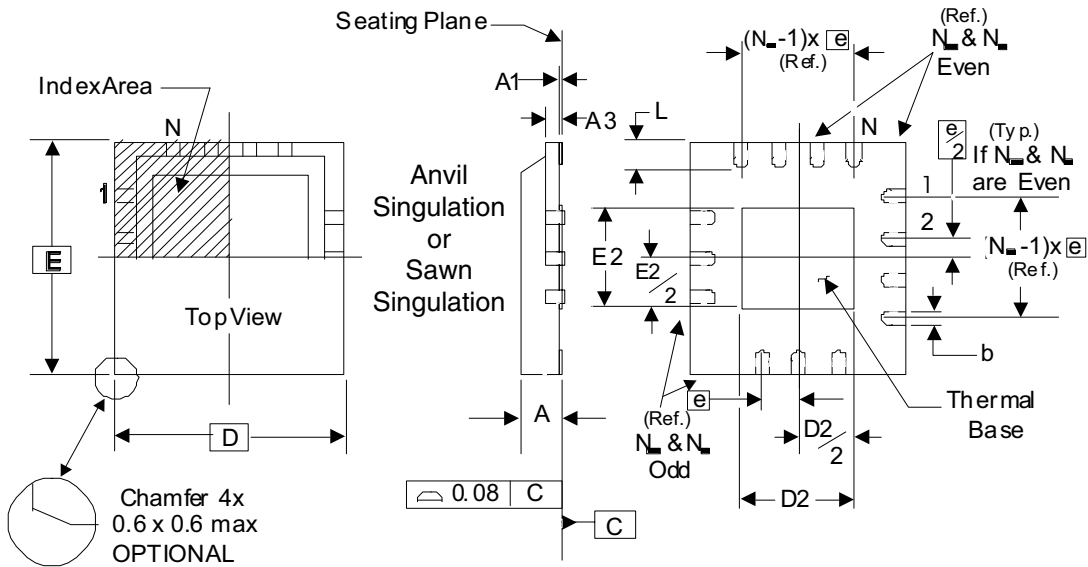 Seating Plane
Index Area
N
1
E
Top View
D
Chamfer 4x
0.6 x 0.6 max
OPTIONAL
A1
A3
L
Anvil
Singulation
or
Sawn
Singulation
A
0.08 C
C
(N -1)x e
(Ref.)
(Ref.)
N & N
Even
N
e/2
(Typ.)
If N & N
are Even
1
2
(N -1)x e
(Ref.)
E2
E2/2
b
e
(Ref.)
N & N
Odd
D2/2
D2
Thermal
Base